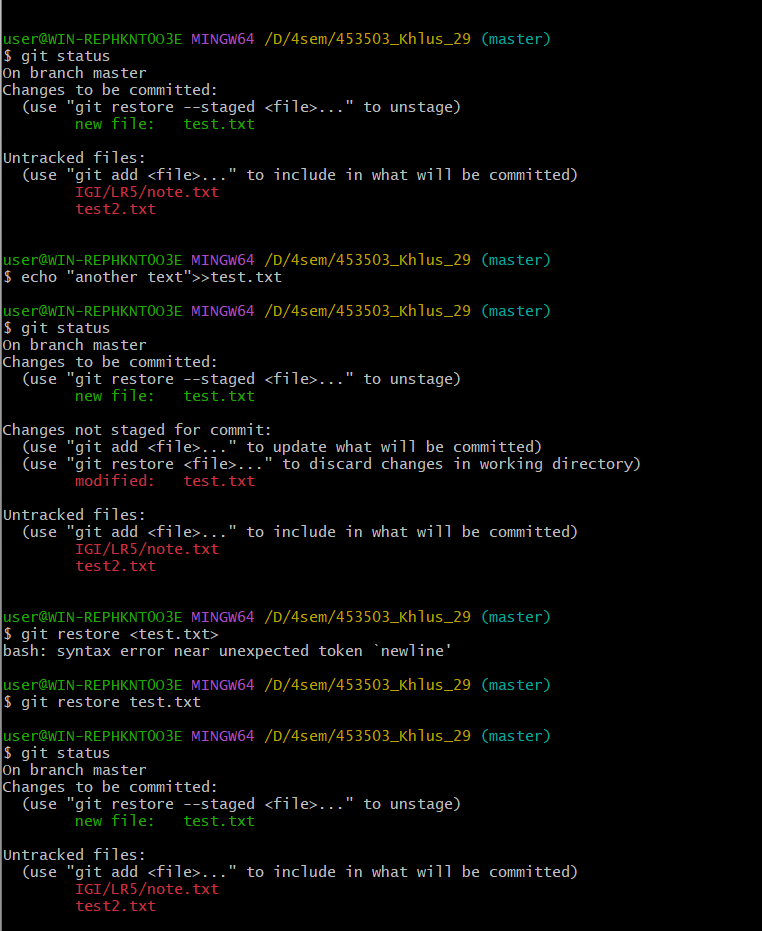 user@WIN-REPHKNT0O3E MINGW64 /D/4sem/453503_Khlus_29 (master)
$ git status
On branch master
Changes to be committed:
  (use "git restore --staged <file>..." to unstage)
        new file:   test.txt

Untracked files:
  (use "git add <file>..." to include in what will be committed)
        IGI/LR5/note.txt
        test2.txt

user@WIN-REPHKNT0O3E MINGW64 /D/4sem/453503_Khlus_29 (master)
$ echo "another text">>test.txt

user@WIN-REPHKNT0O3E MINGW64 /D/4sem/453503_Khlus_29 (master)
$ git status
On branch master
Changes to be committed:
  (use "git restore --staged <file>..." to unstage)
        new file:   test.txt

Changes not staged for commit:
  (use "git add <file>..." to update what will be committed)
  (use "git restore <file>..." to discard changes in working directory)
        modified:   test.txt

Untracked files:
  (use "git add <file>..." to include in what will be committed)
        IGI/LR5/note.txt
        test2.txt

user@WIN-REPHKNT0O3E MINGW64 /D/4sem/453503_Khlus_29 (master)
$ git restore <test.txt>
bash: syntax error near unexpected token `newline'

user@WIN-REPHKNT0O3E MINGW64 /D/4sem/453503_Khlus_29 (master)
$ git restore test.txt

user@WIN-REPHKNT0O3E MINGW64 /D/4sem/453503_Khlus_29 (master)
$ git status
On branch master
Changes to be committed:
  (use "git restore --staged <file>..." to unstage)
        new file:   test.txt

Untracked files:
  (use "git add <file>..." to include in what will be committed)
        IGI/LR5/note.txt
        test2.txt